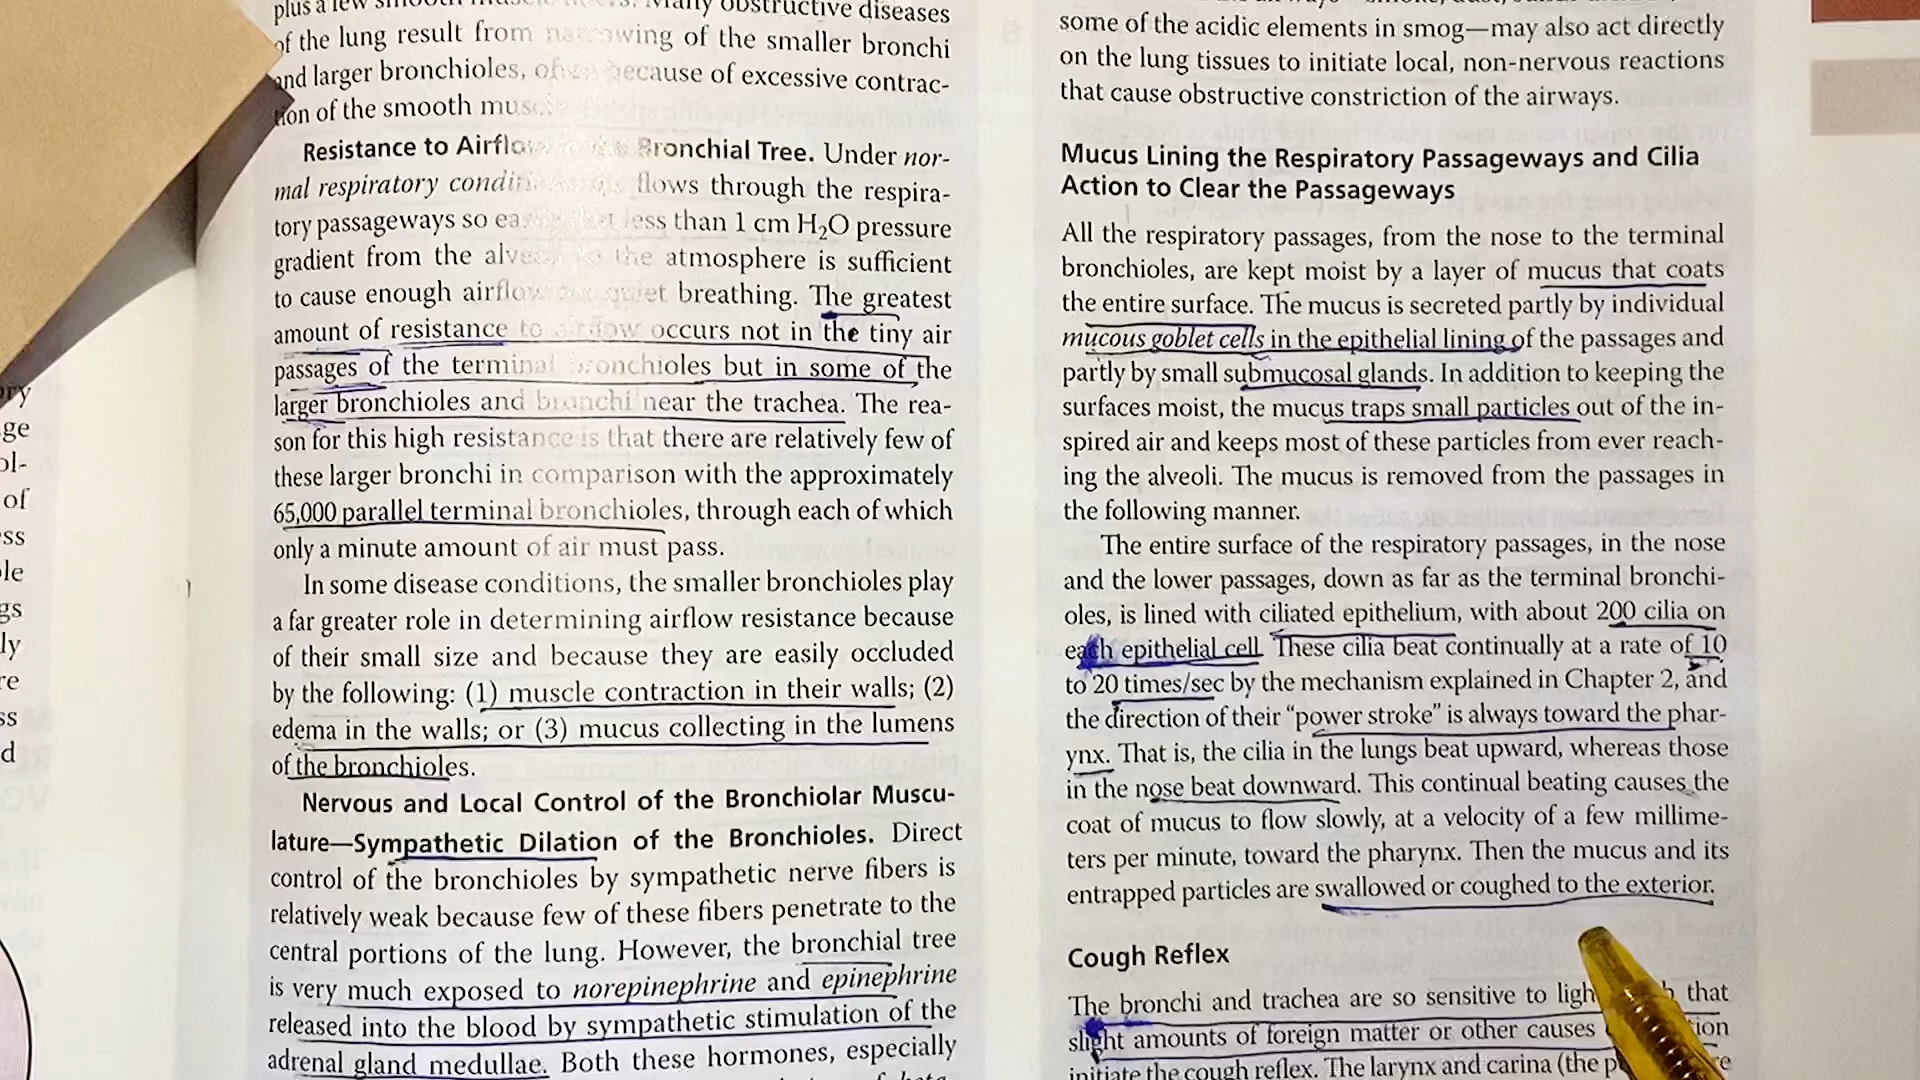 plus a few smooth muscle Many obstructive diseases
of the lung result from narrowing of the smaller bronchi
and larger bronchioles, often because of excessive contrac-
tion of the smooth
Resistance to Airflow Bronchial Tree. Under nor-
mal respiratory flows through the respira-
tory passageways so less than 1 cm H₂O pressure
gradient from the the atmosphere is sufficient
to cause enough airflow quiet breathing. The greatest
amount of resistance to airflow occurs not in the tiny air
passages of the terminal bronchioles but in some of the
larger bronchioles and bronchi near the trachea. The rea-
son for this high resistance is that there are relatively few of
these larger bronchi in comparison with the approximately
65,000 parallel terminal bronchioles, through each of which
only a minute amount of air must pass.
In some disease conditions, the smaller bronchioles play
a far greater role in determining airflow resistance because
of their small size and because they are easily occluded
by the following: (1) muscle contraction in their walls; (2)
edema in the walls; or (3) mucus collecting in the lumens
of the bronchioles.
Nervous and Local Control of the Bronchiolar Muscu-
lature—Sympathetic Dilation of the Bronchioles. Direct
control of the bronchioles by sympathetic nerve fibers is
relatively weak because few of these fibers penetrate to the
central portions of the lung. However, the bronchial tree
is very much exposed to norepinephrine and epinephrine
released into the blood by sympathetic stimulation of the
adrenal gland medullae. Both these hormones, especially
some of the acidic elements in smog—may also act directly
on the lung tissues to initiate local, non-nervous reactions
that cause obstructive constriction of the airways.
Mucus Lining the Respiratory Passageways and Cilia
Action to Clear the Passageways
All the respiratory passages, from the nose to the terminal
bronchioles, are kept moist by a layer of mucus that coats
the entire surface. The mucus is secreted partly by individual
mucous goblet cells in the epithelial lining of the passages and
partly by small submucosal glands. In addition to keeping the
surfaces moist, the mucus traps small particles out of the in-
spired air and keeps most of these particles from ever reach-
ing the alveoli. The mucus is removed from the passages in
the following manner.
The entire surface of the respiratory passages, in the nose
and the lower passages, down as far as the terminal bronchi-
oles, is lined with ciliated epithelium, with about 200 cilia on
each epithelial cell. These cilia beat continually at a rate of 10
to 20 times/sec by the mechanism explained in Chapter 2, and
the direction of their “power stroke” is always toward the phar-
ynx. That is, the cilia in the lungs beat upward, whereas those
in the nose beat downward. This continual beating causes the
coat of mucus to flow slowly, at a velocity of a few millime-
ters per minute, toward the pharynx. Then the mucus and its
entrapped particles are swallowed or coughed to the exterior.
Cough Reflex
The bronchi and trachea are so sensitive to light that
slight amounts of foreign matter or other causes
initiate the cough reflex. The larynx and carina (the